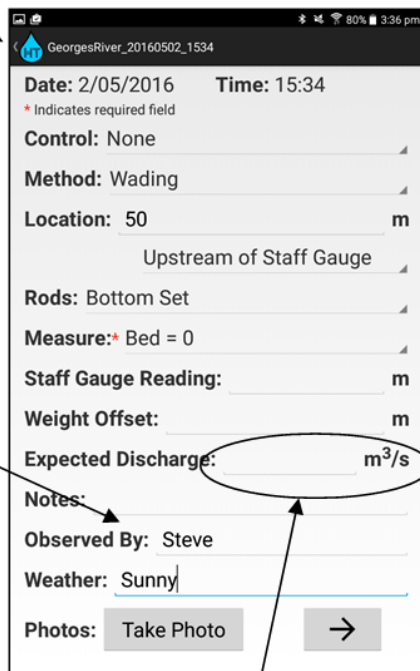 80% 3:36 pm
HT GeorgesRiver_20160502_1534
Date: 2/05/2016 Time: 15:34
* Indicates required field
Control: None
Method: Wading
Location: 50 m
Upstream of Staff Gauge
Rods: Bottom Set
Measure:* Bed = 0
Staff Gauge Reading: m
Weight Offset: m
Expected Discharge: m³/s
Notes:
Observed By: Steve
Weather: Sunny
Photos: Take Photo →